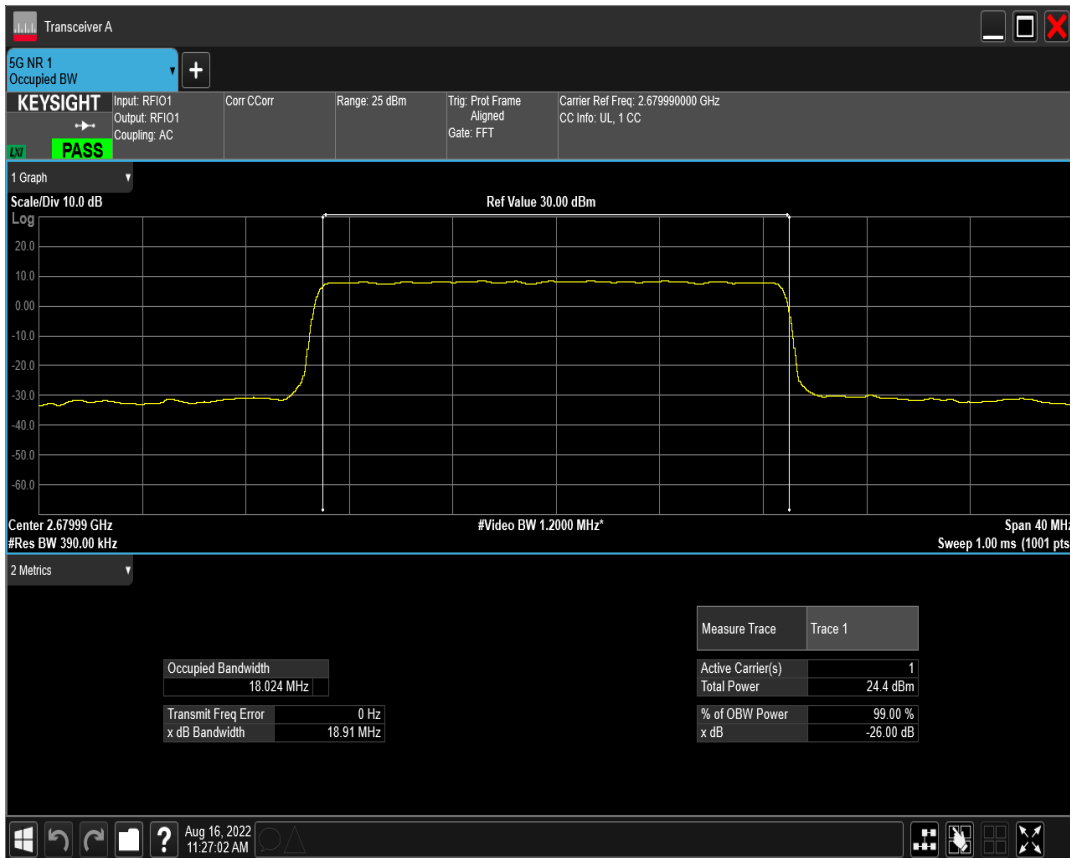 Transceiver A
5G NR 1
Occupied BW
+
KEYSIGHT
LXI
PASS
Input: RFIO1
Output: RFIO1
Coupling: AC
Corr CCorr
Range: 25 dBm
Trig: Prot Frame
Aligned
Gate: FFT
Carrier Ref Freq: 2.679990000 GHz
CC Info: UL, 1 CC
1 Graph
Scale/Div 10.0 dB
Ref Value 30.00 dBm
Log
20.0
10.0
0.00
-10.0
-20.0
-30.0
-40.0
-50.0
-60.0
Center 2.67999 GHz
#Video BW 1.2000 MHz*
Span 40 MHz
#Res BW 390.00 kHz
Sweep 1.00 ms (1001 pts
2 Metrics
Measure Trace Trace 1
Occupied Bandwidth
18.024 MHz
Active Carrier(s) 1
Total Power 24.4 dBm
Transmit Freq Error 0 Hz
x dB Bandwidth 18.91 MHz
% of OBW Power 99.00 %
x dB -26.00 dB
?
Aug 16, 2022
11:27:02 AM